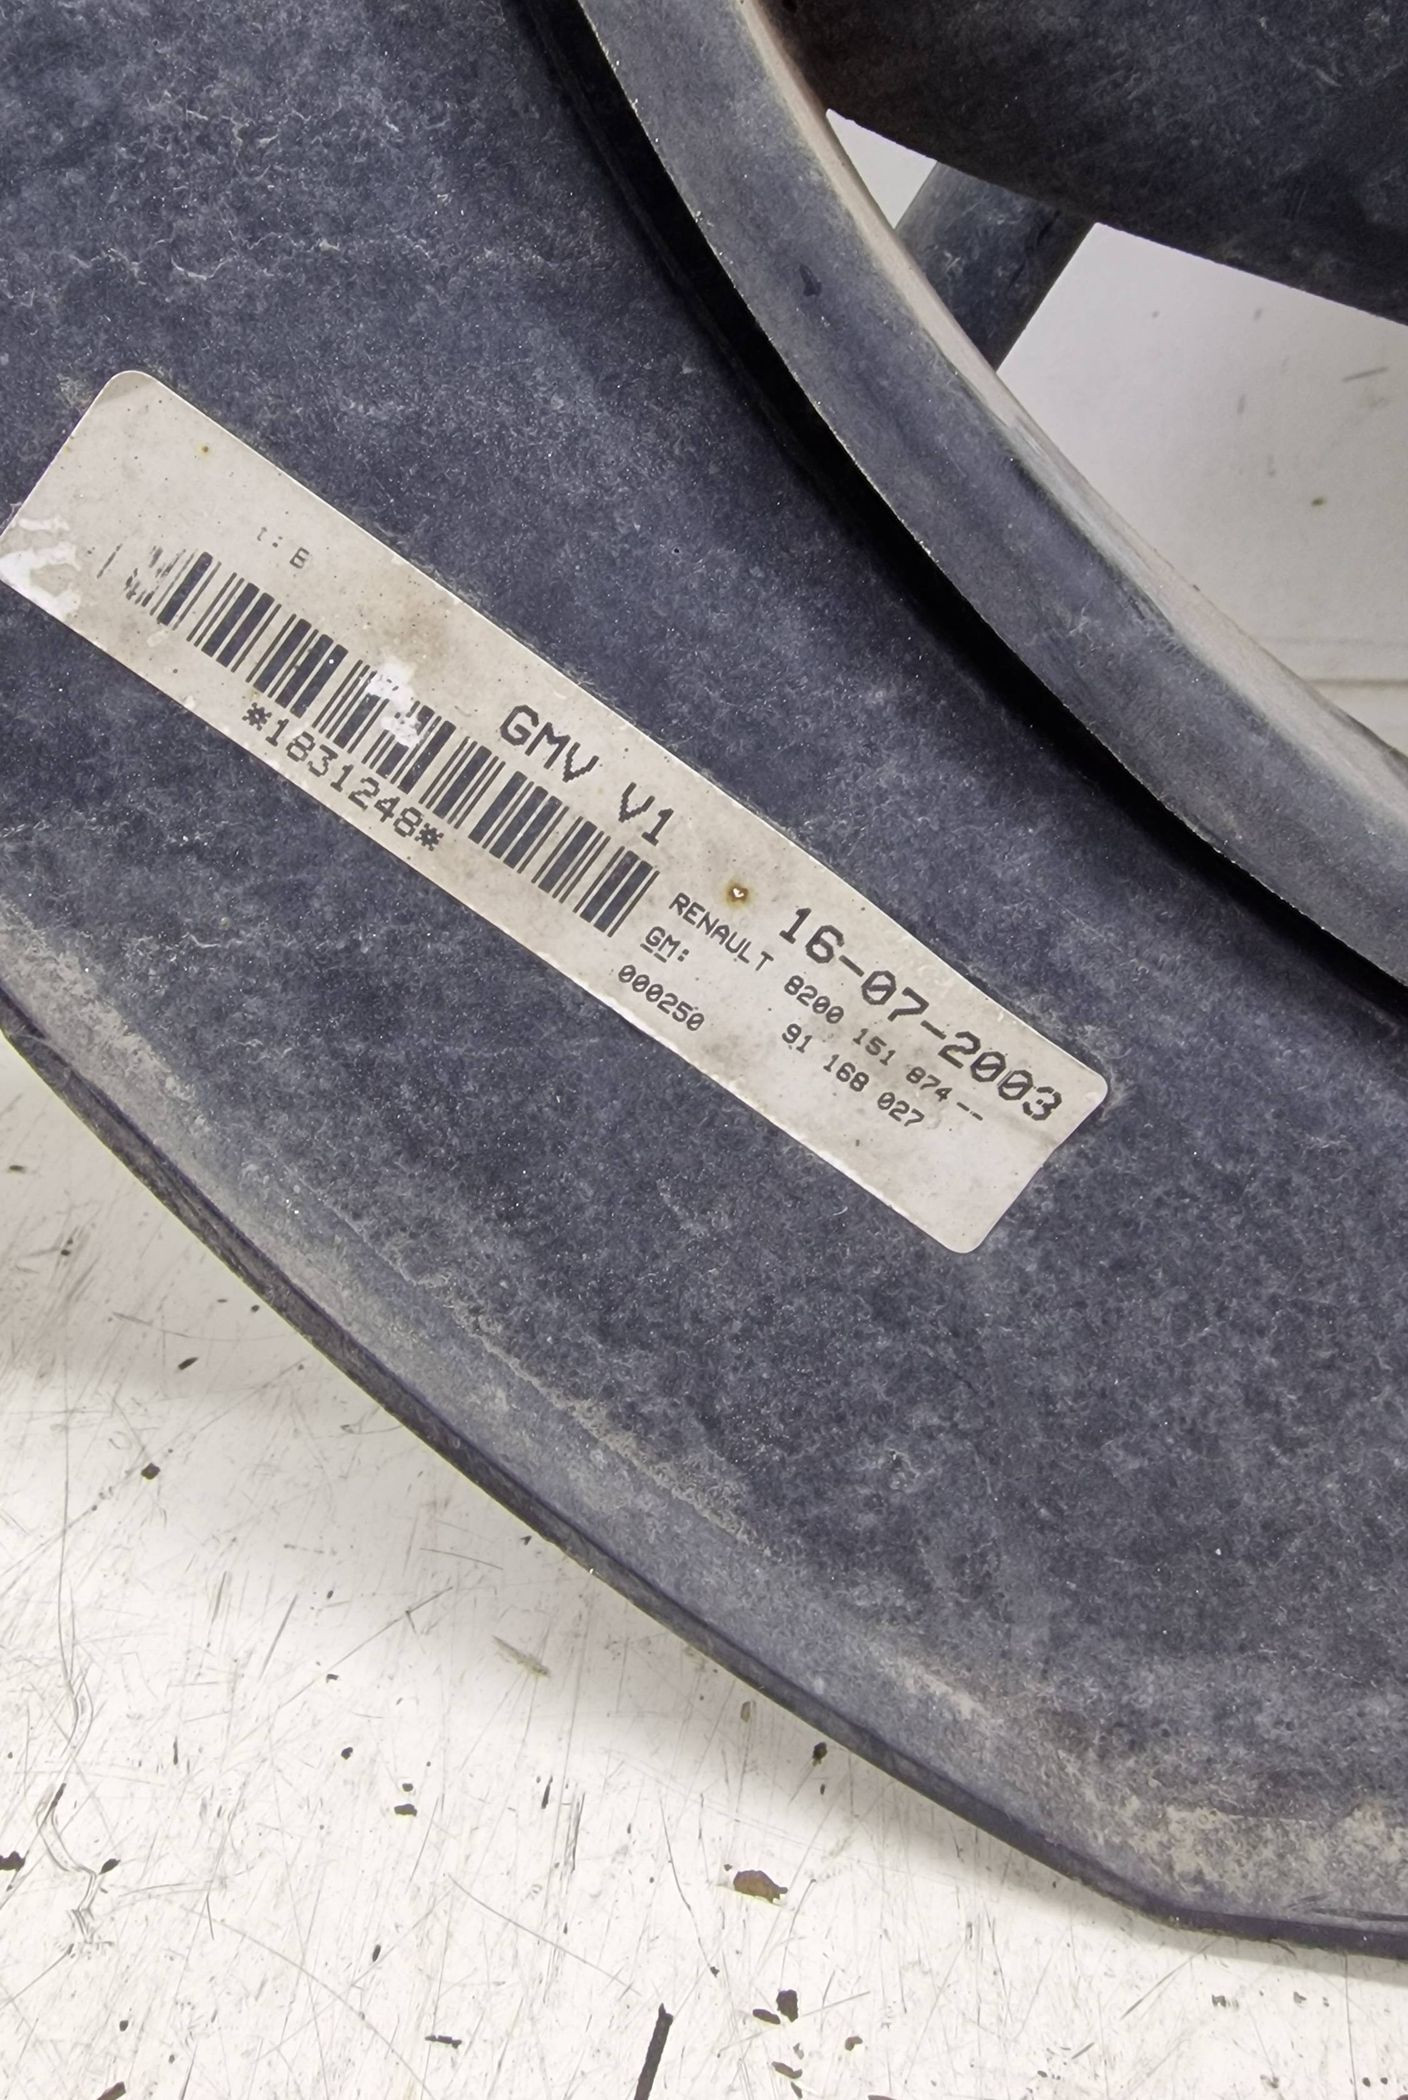 t: B
GMV V1
16-07-2003
*1831248*
RENAULT 8200 151 874--
GM: 91 168 027
000250